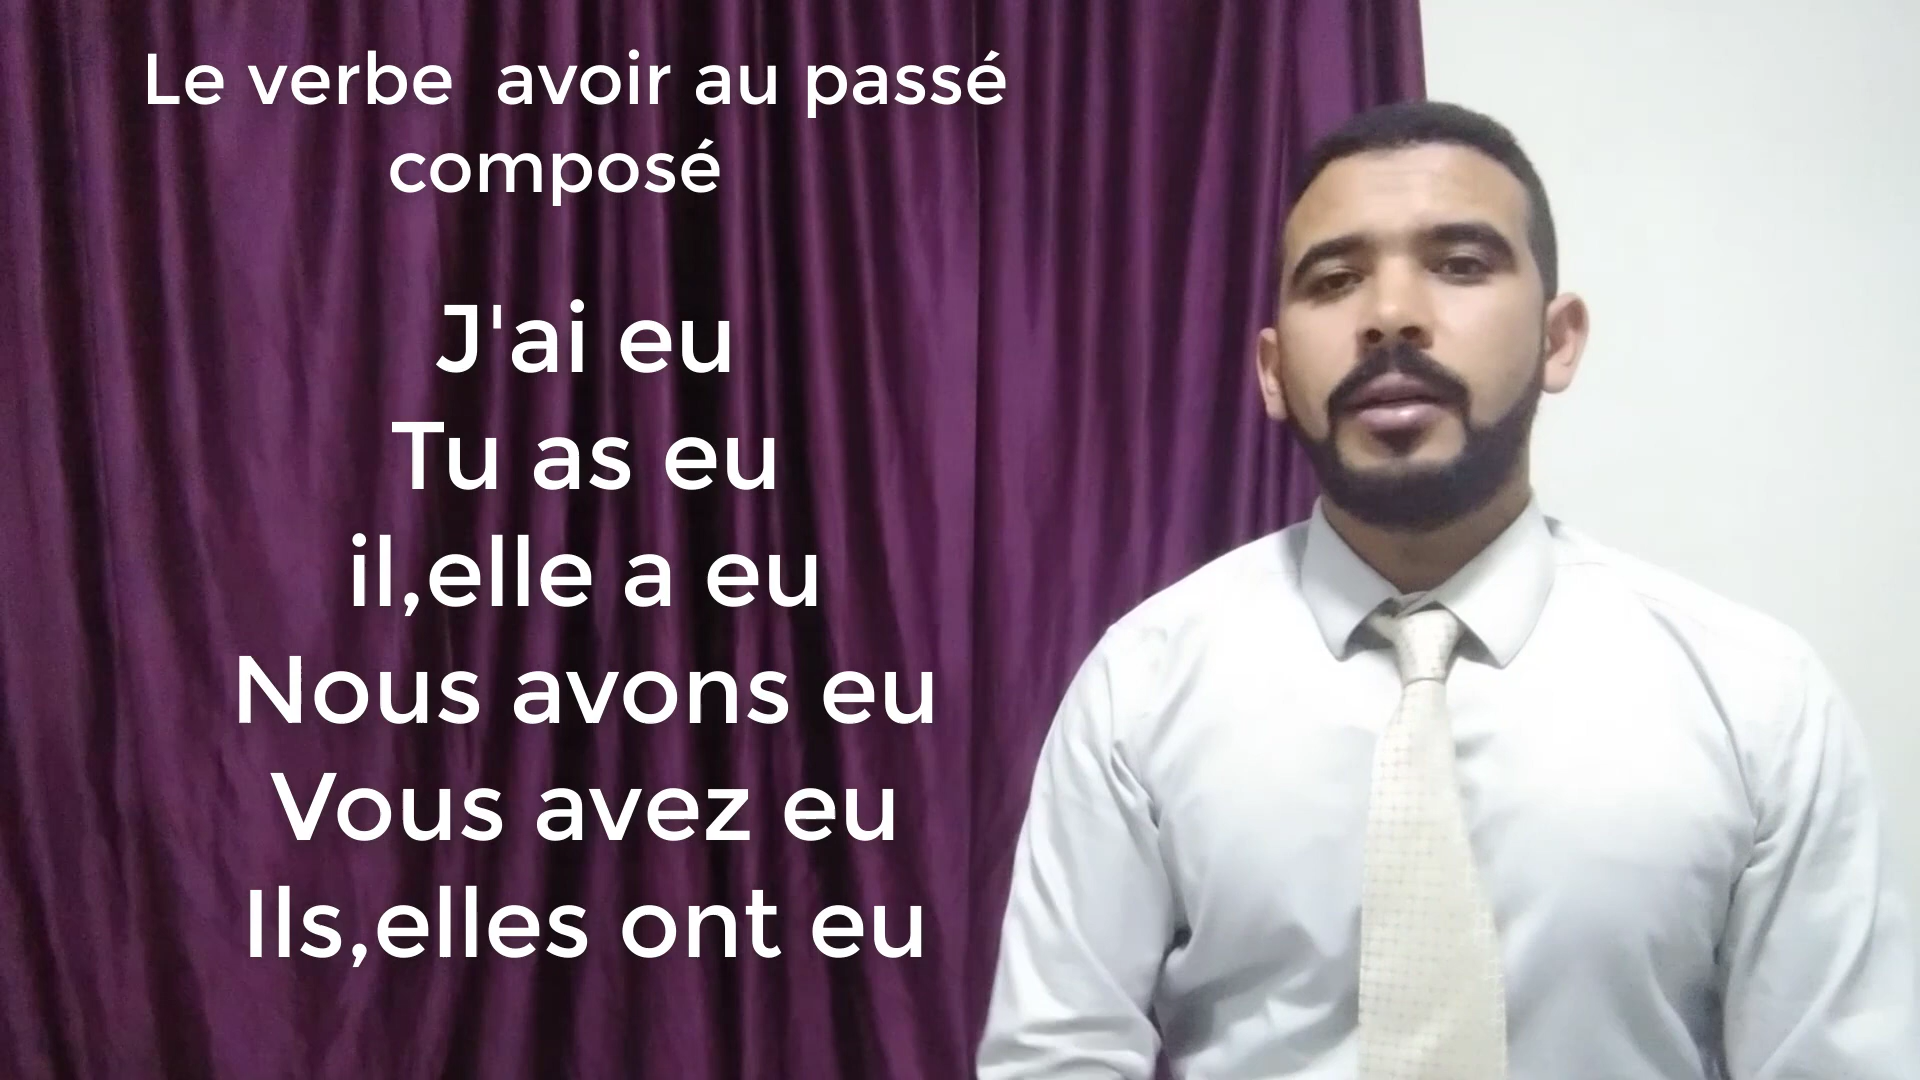 Le verbe  avoir au passé
composé
J'ai eu
Tu as eu
il,elle a eu
Nous avons eu
Vous avez eu
Ils,elles ont eu